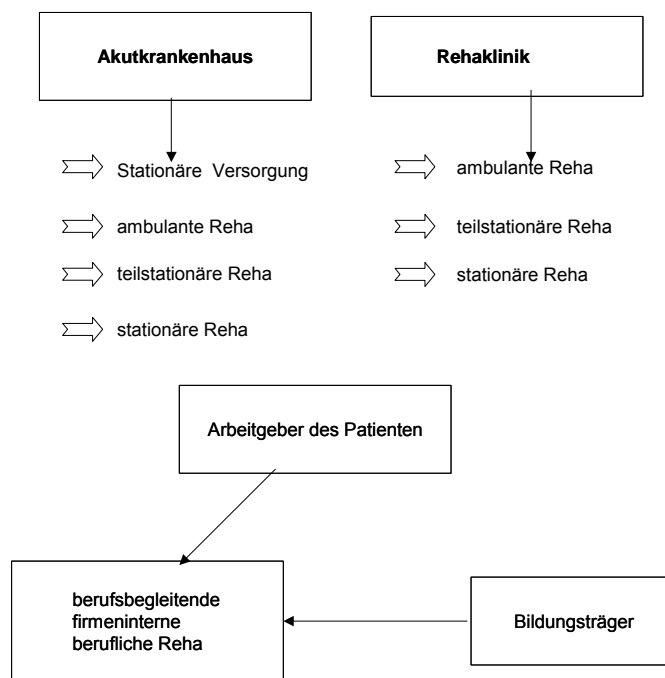 Akutkrankenhaus
Stationäre Versorgung
ambulante Reha
teilstationäre Reha
stationäre Reha
Rehaklinik
ambulante Reha
teilstationäre Reha
stationäre Reha
Arbeitgeber des Patienten
berufsbegleitende
firmeninterne
berufliche Reha
Bildungsträger